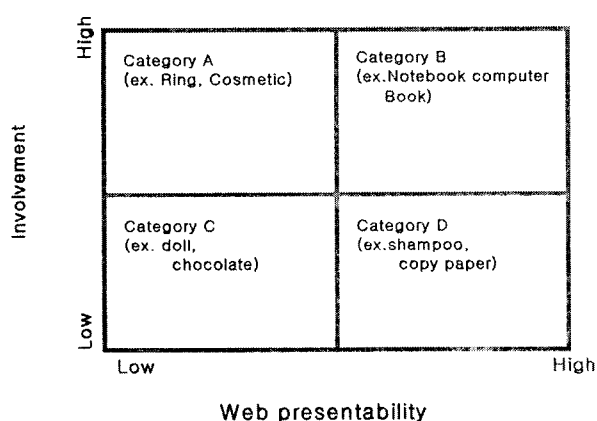 High
Category A
(ex. Ring, Cosmetic)
Category B
(ex.Notebook computer
Book)
Involvement
Category C
(ex. doll,
chocolate)
Category D
(ex.shampoo,
copy paper)
Low
Low
High
Web presentability